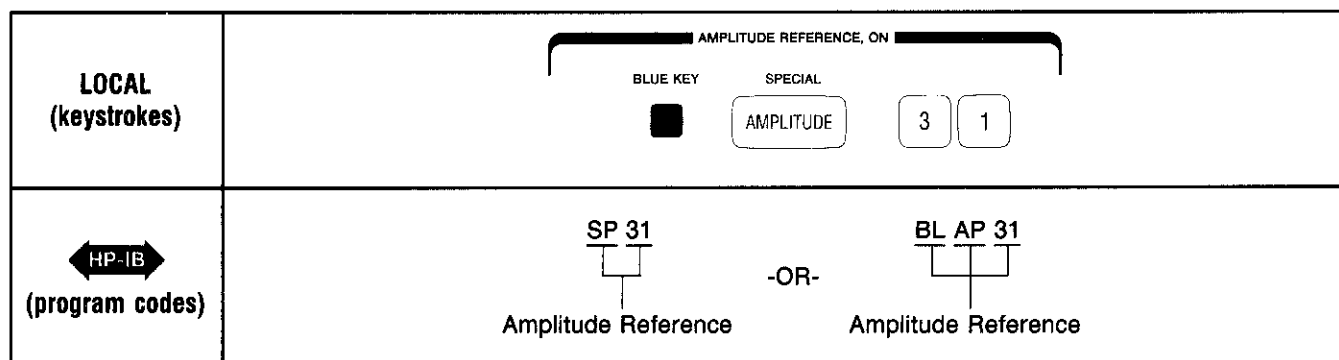 LOCAL
(keystrokes)
AMPLITUDE REFERENCE, ON
BLUE KEY SPECIAL
AMPLITUDE 3 1
HP-IB
(program codes)
SP 31 -OR- BL AP 31
Amplitude Reference Amplitude Reference